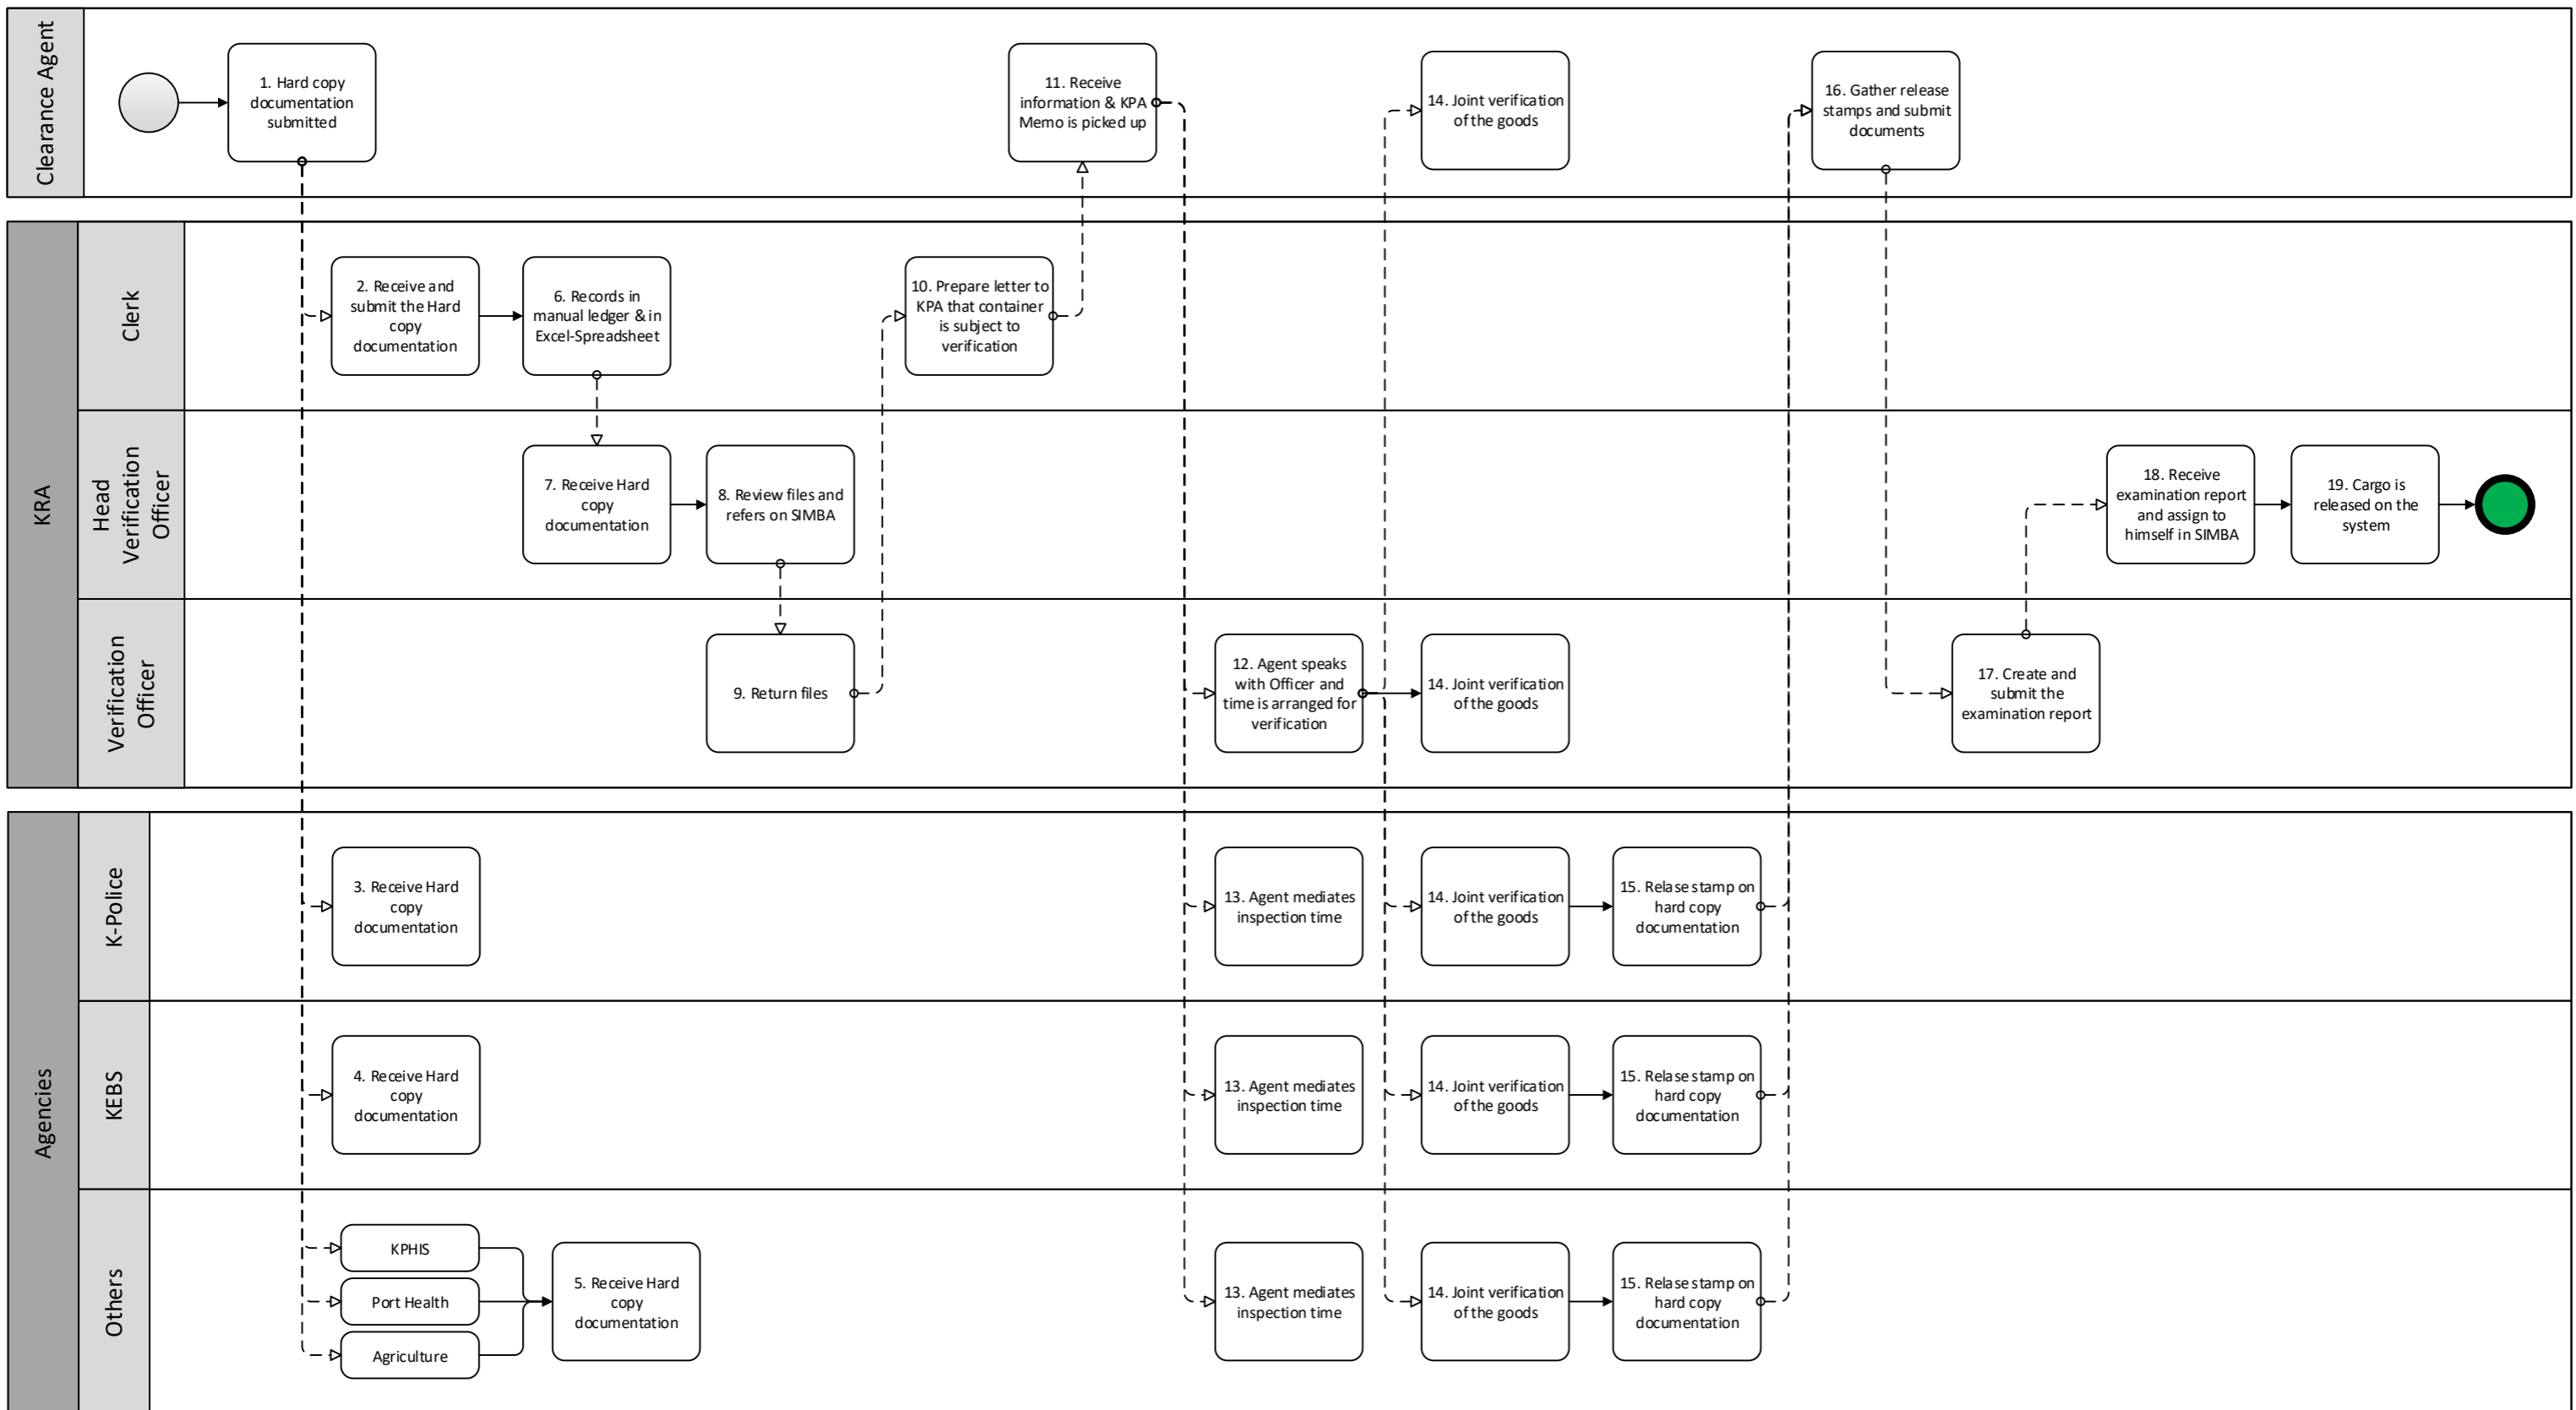 Clearance Agent
1. Hard copy
documentation
submitted
11. Receive
information & KPA
Memo is picked up
14. Joint verification
of the goods
16. Gather release
stamps and submit
documents
KRA
Clerk
2. Receive and
submit the Hard
copy
documentation
6. Records in
manual ledger & in
Excel-Spreadsheet
10. Prepare letter to
KPA that container
is subject to
verification
Head
Verification
Officer
7. Receive Hard
copy
documentation
8. Review files and
refers on SIMBA
18. Receive
examination report
and assign to
himself in SIMBA
19. Cargo is
released on the
system
Verification
Officer
9. Return files
12. Agent speaks
with Officer and
time is arranged for
verification
14. Joint verification
of the goods
17. Create and
submit the
examination report
Agencies
K-Police
3. Receive Hard
copy
documentation
13. Agent mediates
inspection time
14. Joint verification
of the goods
15. Relase stamp on
hard copy
documentation
KEBS
4. Receive Hard
copy
documentation
13. Agent mediates
inspection time
14. Joint verification
of the goods
15. Relase stamp on
hard copy
documentation
Others
KPHIS
Port Health
Agriculture
5. Receive Hard
copy
documentation
13. Agent mediates
inspection time
14. Joint verification
of the goods
15. Relase stamp on
hard copy
documentation